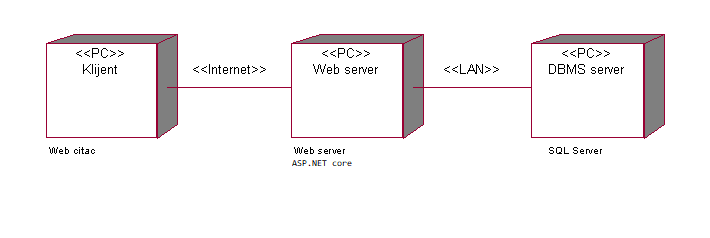 <<PC>>
Klijent
<<Internet>>
<<PC>>
Web server
<<LAN>>
<<PC>>
DBMS server
Web citac
Web server
ASP.NET core
SQL Server